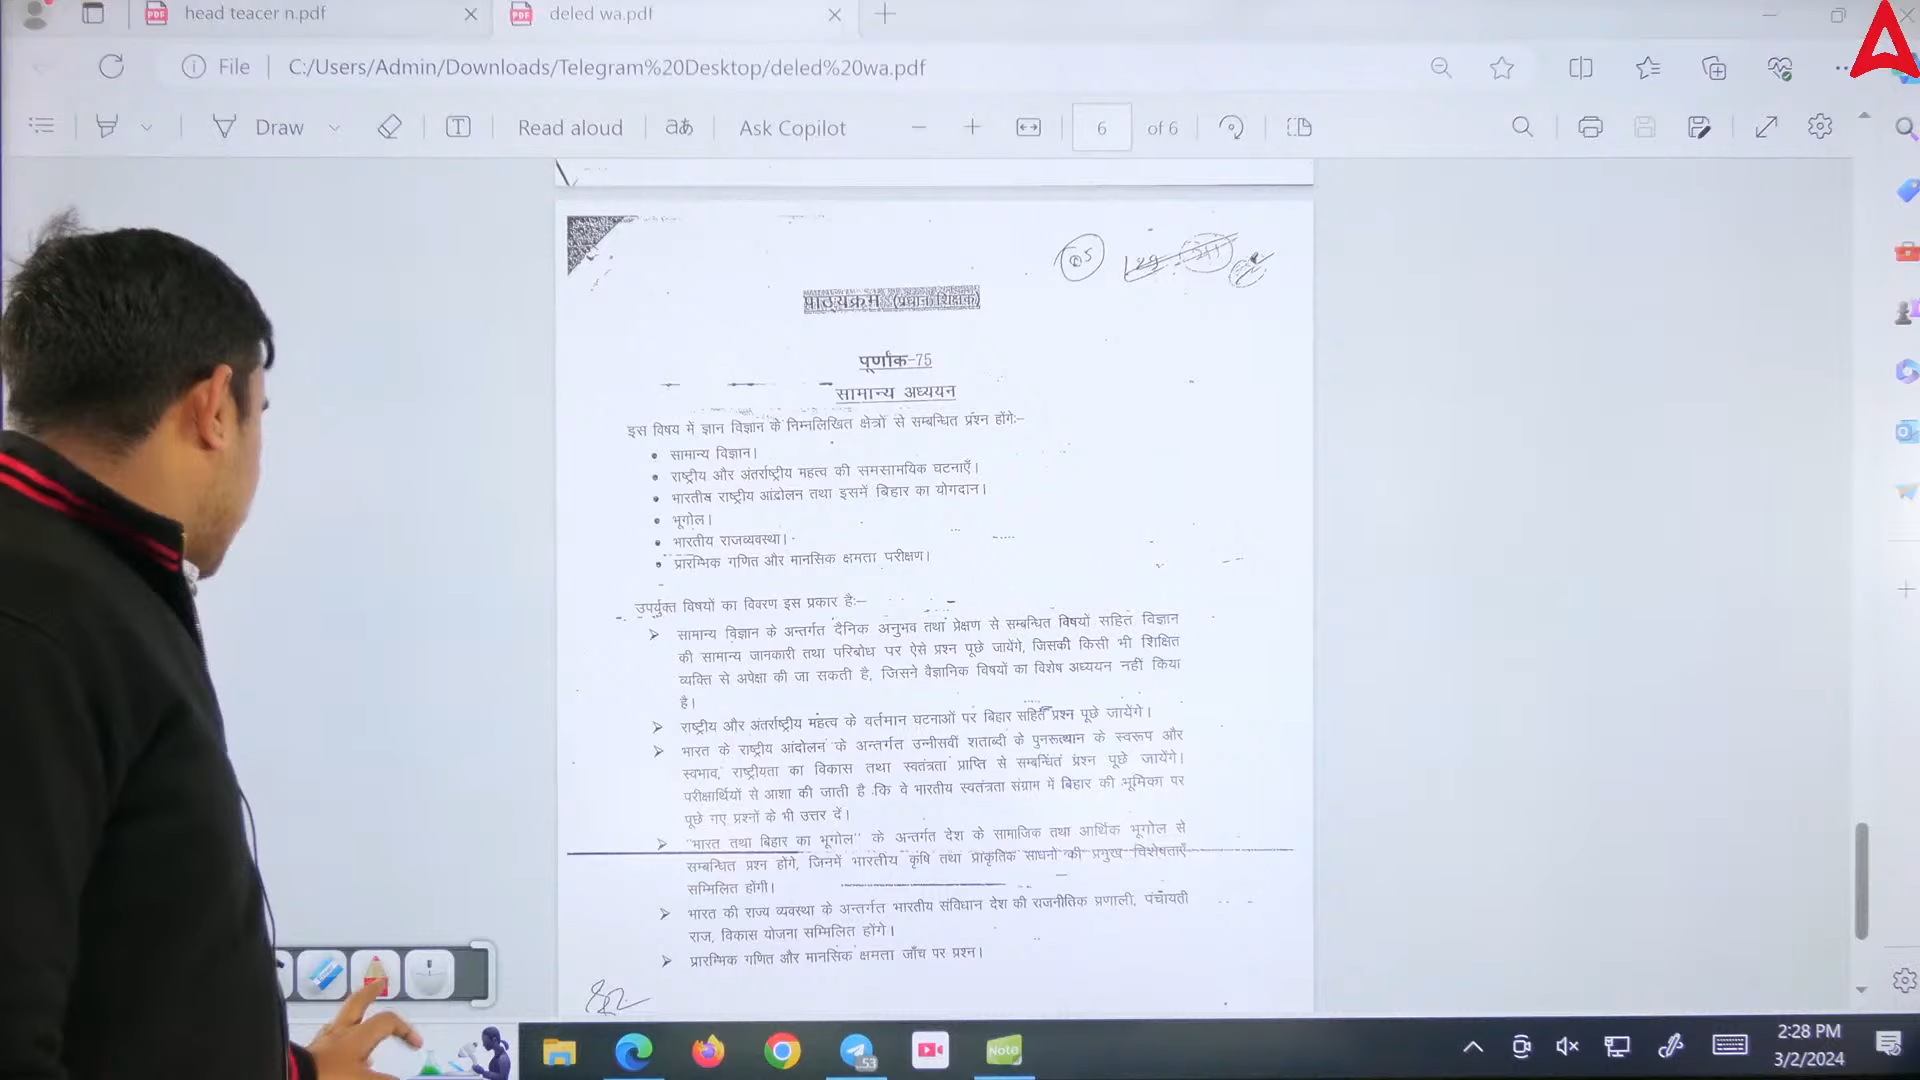 head teacer n.pdf
deled wa.pdf
File
C:/Users/Admin/Downloads/Telegram%20Desktop/deled%20wa.pdf
Draw
Read aloud
Ask Copilot
6
of 6
पाठ्यक्रम (प्रधान शिक्षक)
पूर्णांक-75
सामान्य अध्ययन
इस विषय में ज्ञान विज्ञान के निम्नलिखित क्षेत्रों से सम्बन्धित प्रश्न होंगे:-
• सामान्य विज्ञान।
• राष्ट्रीय और अंतर्राष्ट्रीय महत्व की समसामयिक घटनाएँ।
• भारतीय राष्ट्रीय आंदोलन तथा इसमें बिहार का योगदान।
• भूगोल।
• भारतीय राजव्यवस्था।
• प्रारम्भिक गणित और मानसिक क्षमता परीक्षण।
उपर्युक्त विषयों का विवरण इस प्रकार है:-
➢ सामान्य विज्ञान के अन्तर्गत दैनिक अनुभव तथा प्रेक्षण से सम्बन्धित विषयों सहित विज्ञान
की सामान्य जानकारी तथा परिबोध पर ऐसे प्रश्न पूछे जायेंगे, जिसकी किसी भी शिक्षित
व्यक्ति से अपेक्षा की जा सकती है, जिसने वैज्ञानिक विषयों का विशेष अध्ययन नहीं किया
है।
➢ राष्ट्रीय और अंतर्राष्ट्रीय महत्व के वर्तमान घटनाओं पर बिहार सहित प्रश्न पूछे जायेंगे।
➢ भारत के राष्ट्रीय आंदोलन के अन्तर्गत उन्नीसवीं शताब्दी के पुनरूत्थान के स्वरूप और
स्वभाव, राष्ट्रीयता का विकास तथा स्वतंत्रता प्राप्ति से सम्बन्धित प्रश्न पूछे जायेंगे।
परीक्षार्थियों से आशा की जाती है कि वे भारतीय स्वतंत्रता संग्राम में बिहार की भूमिका पर
पूछे गए प्रश्नों के भी उत्तर दें।
➢ "भारत तथा बिहार का भूगोल" के अन्तर्गत देश के सामाजिक तथा आर्थिक भूगोल से
सम्बन्धित प्रश्न होंगे, जिनमें भारतीय कृषि तथा प्राकृतिक साधनों की प्रमुख विशेषताएँ
सम्मिलित होंगी।
➢ भारत की राज्य व्यवस्था के अन्तर्गत भारतीय संविधान देश की राजनीतिक प्रणाली, पंचायती
राज, विकास योजना सम्मिलित होंगे।
➢ प्रारम्भिक गणित और मानसिक क्षमता जाँच पर प्रश्न।
53
Note
2:28 PM
3/2/2024